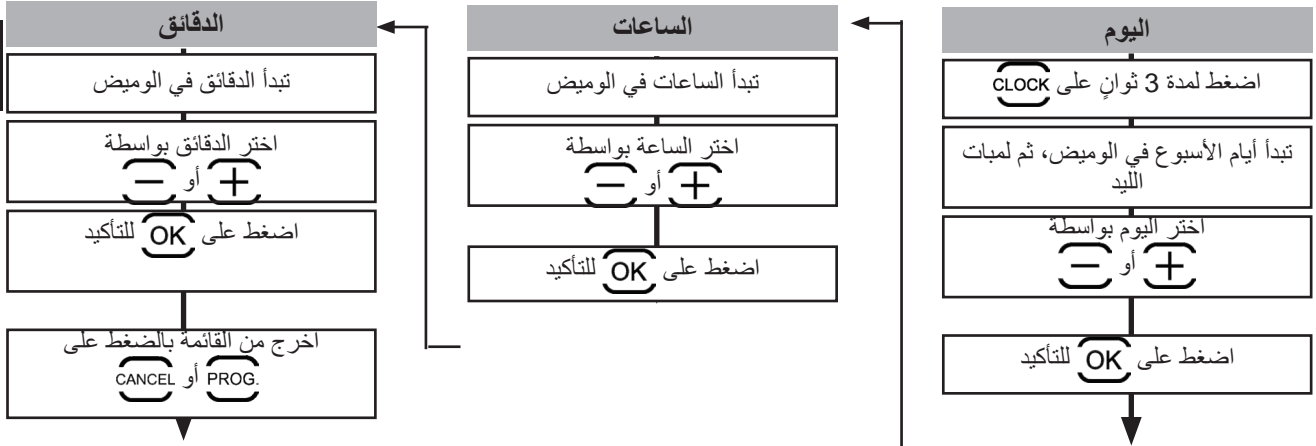 اليوم
اضغط لمدة 3 ثوانٍ على CLOCK
تبدأ أيام الأسبوع في الوميض، ثم لمبات
الليد
اختر اليوم بواسطة
+ أو −
اضغط على OK للتأكيد
الساعات
تبدأ الساعات في الوميض
اختر الساعة بواسطة
+ أو −
اضغط على OK للتأكيد
الدقائق
تبدأ الدقائق في الوميض
اختر الدقائق بواسطة
+ أو −
اضغط على OK للتأكيد
اخرج من القائمة بالضغط على
PROG. أو CANCEL